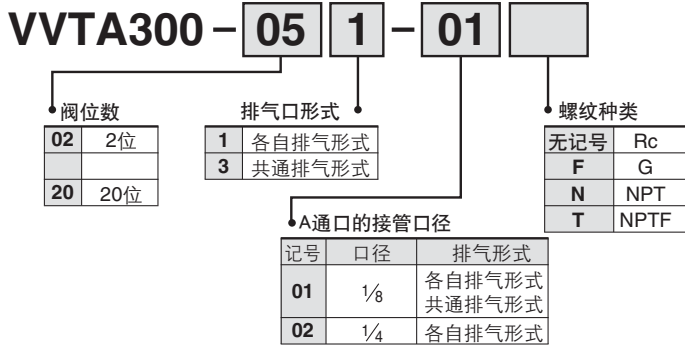 VVTA300-05 1-01
阀位数
02 2位
20 20位
排气口形式
1 各自排气形式
3 共通排气形式
螺纹种类
无记号 Rc
F G
N NPT
T NPTF
A通口的接管口径
记号 口径 排气形式
01 1/8 各自排气形式
共通排气形式
02 1/4 各自排气形式